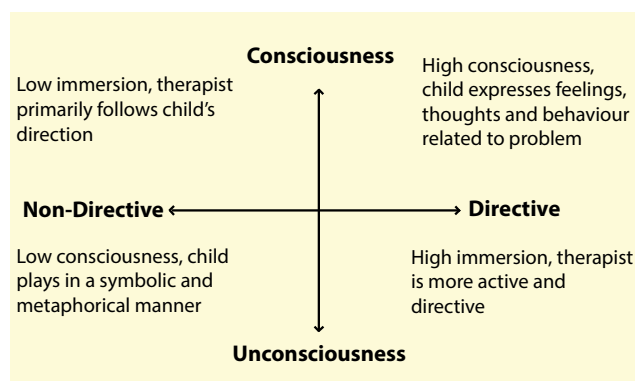 Consciousness
Low immersion, therapist
primarily follows child's
direction
High consciousness,
child expresses feelings,
thoughts and behaviour
related to problem
Non-Directive
Directive
Low consciousness, child
plays in a symbolic and
metaphorical manner
High immersion, therapist
is more active and
directive
Unconsciousness